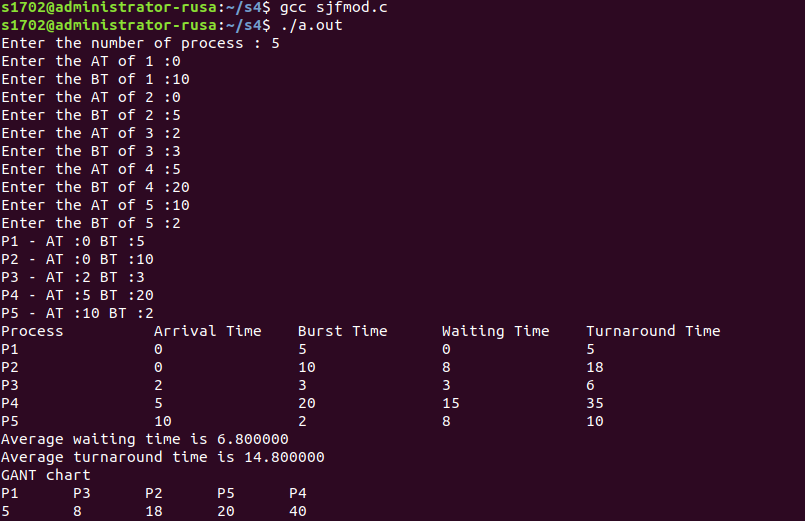 s1702@administrator-rusa:~/s4$ gcc sjfmod.c
s1702@administrator-rusa:~/s4$ ./a.out
Enter the number of process : 5
Enter the AT of 1 :0
Enter the BT of 1 :10
Enter the AT of 2 :0
Enter the BT of 2 :5
Enter the AT of 3 :2
Enter the BT of 3 :3
Enter the AT of 4 :5
Enter the BT of 4 :20
Enter the AT of 5 :10
Enter the BT of 5 :2
P1 - AT :0 BT :5
P2 - AT :0 BT :10
P3 - AT :2 BT :3
P4 - AT :5 BT :20
P5 - AT :10 BT :2
Process Arrival Time Burst Time Waiting Time Turnaround Time
P1 0 5 0 5
P2 0 10 8 18
P3 2 3 3 6
P4 5 20 15 35
P5 10 2 8 10
Average waiting time is 6.800000
Average turnaround time is 14.800000
GANT chart
P1 P3 P2 P5 P4
5 8 18 20 40